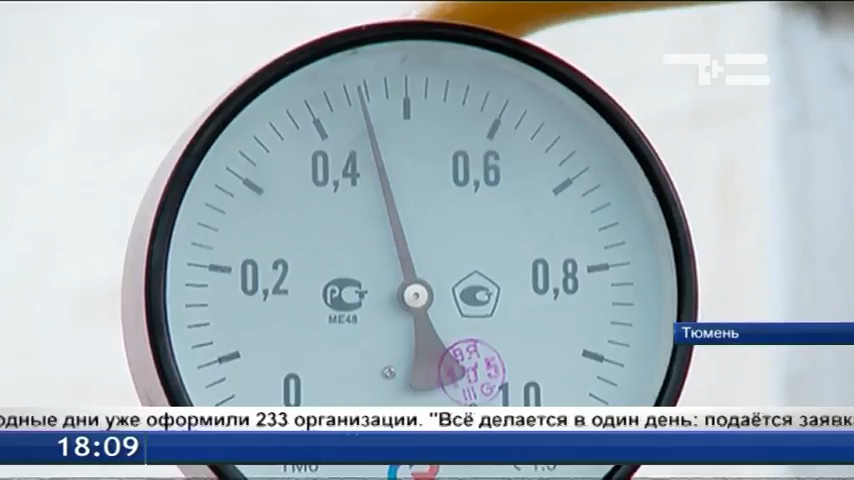 0,4
0,6
0,2
0,8
МЕ48
Тюмень
0
1,0
одные дни уже оформили 233 организации. "Всё делается в один день: подаётся заявк
18:09